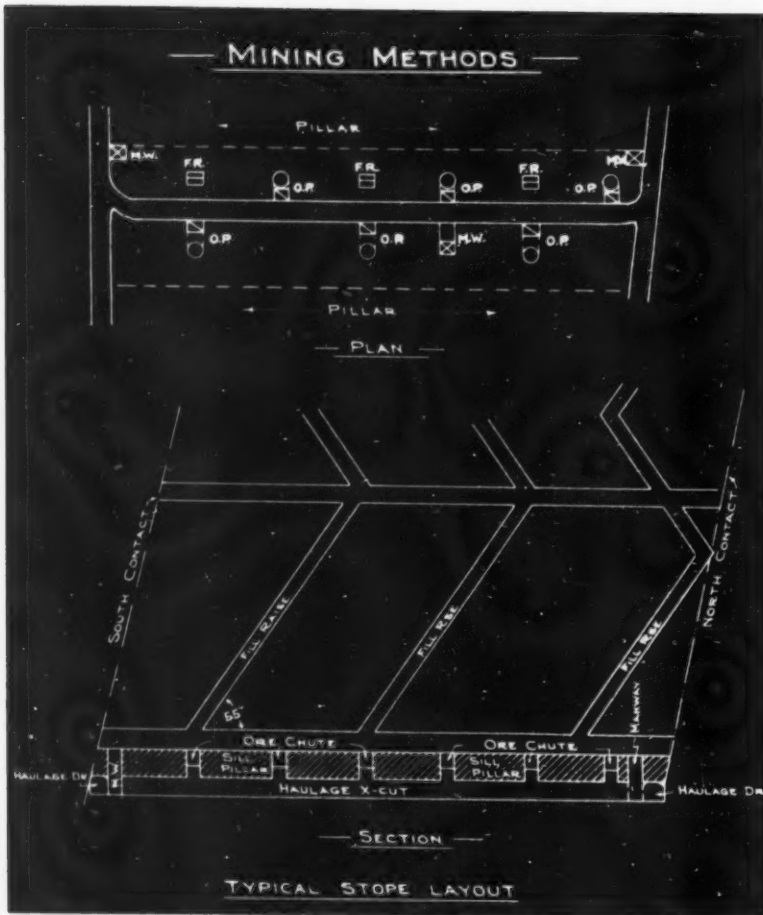 — MINING METHODS —
PILLAR
M.W.
M.W.
F.R.
O.P.
F.R.
O.P.
F.R.
O.P.
O.P.
O.P.
M.W.
O.P.
PILLAR
— PLAN —
SOUTH CONTACT
NORTH CONTACT
FILL RAISE
FILL RSE
FILL RSE
MANWAY
55°
ORE CHUTE
ORE CHUTE
SILL PILLAR
SILL PILLAR
HAULAGE DR.
M.W.
HAULAGE X-CUT
HAULAGE DR
— SECTION —
TYPICAL STOPE LAYOUT